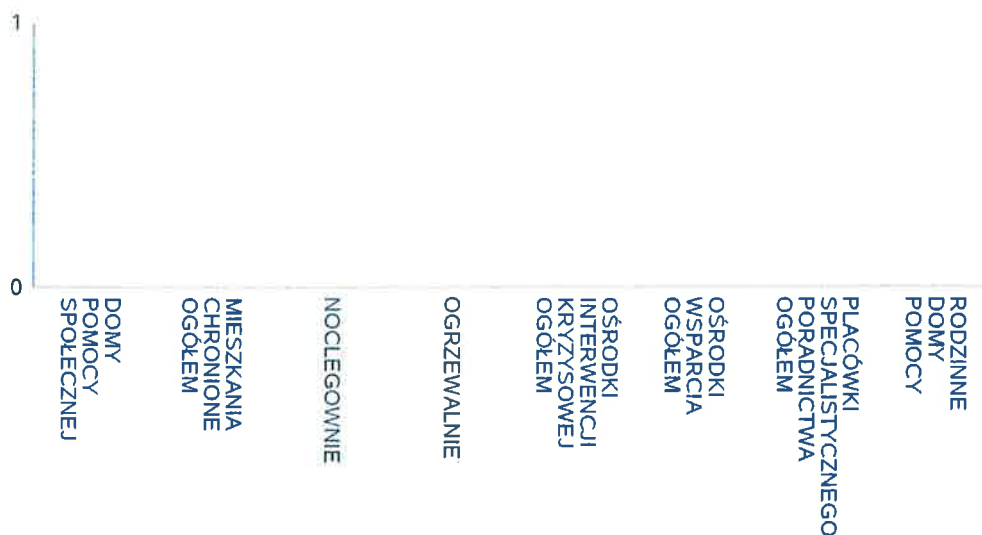 1
0
DOMY
POMOCY
SPOŁECZNEJ
MIESZKANIA
CHRONIONE
OGÓŁEM
NOCLEGOWNIE
OGRZEWALNIE
OŚRODKI
INTERWENCJI
KRYZYSOWEJ
OGÓŁEM
OŚRODKI
WSPARCIA
OGÓŁEM
PLACÓWKI
SPECJALISTYCZNEGO
PORADNICTWA
OGÓŁEM
RODZINNE
DOMY
POMOCY